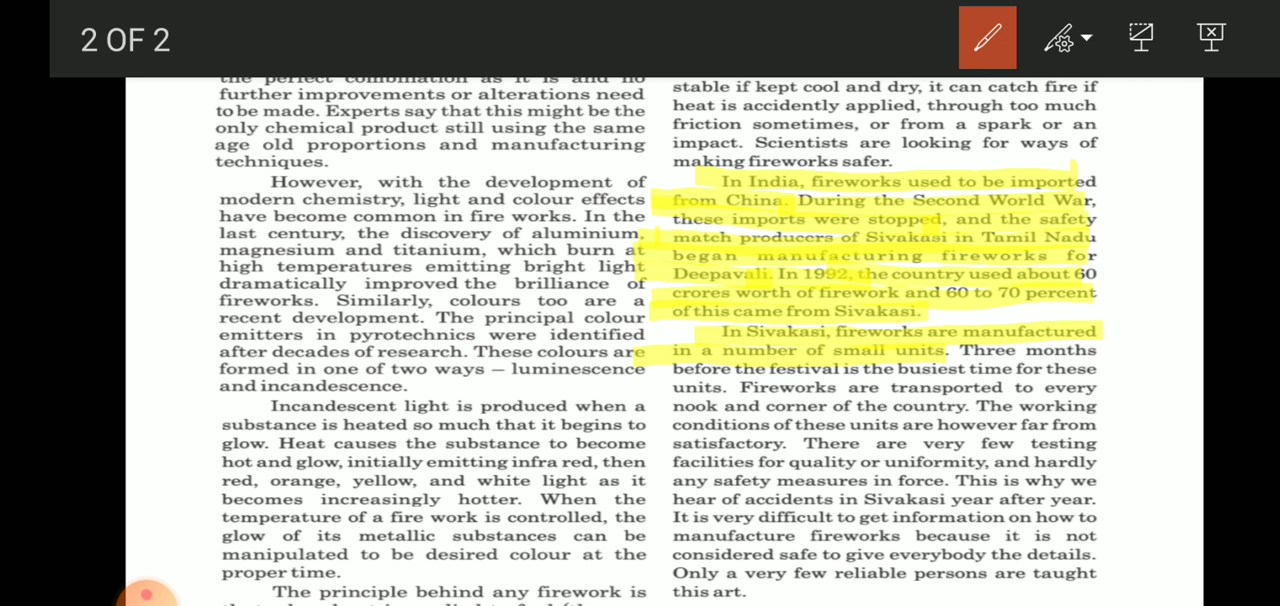 2 OF 2
the perfect combination as it is and no
further improvements or alterations need
to be made. Experts say that this might be the
only chemical product still using the same
age old proportions and manufacturing
techniques.
However, with the development of
modern chemistry, light and colour effects
have become common in fire works. In the
last century, the discovery of aluminium,
magnesium and titanium, which burn at
high temperatures emitting bright light
dramatically improved the brilliance of
fireworks. Similarly, colours too are a
recent development. The principal colour
emitters in pyrotechnics were identified
after decades of research. These colours are
formed in one of two ways – luminescence
and incandescence.
Incandescent light is produced when a
substance is heated so much that it begins to
glow. Heat causes the substance to become
hot and glow, initially emitting infra red, then
red, orange, yellow, and white light as it
becomes increasingly hotter. When the
temperature of a fire work is controlled, the
glow of its metallic substances can be
manipulated to be desired colour at the
proper time.
The principle behind any firework is
stable if kept cool and dry, it can catch fire if
heat is accidently applied, through too much
friction sometimes, or from a spark or an
impact. Scientists are looking for ways of
making fireworks safer.
In India, fireworks used to be imported
from China. During the Second World War,
these imports were stopped, and the safety
match producers of Sivakasi in Tamil Nadu
began manufacturing fireworks for
Deepavali. In 1992, the country used about 60
crores worth of firework and 60 to 70 percent
of this came from Sivakasi.
In Sivakasi, fireworks are manufactured
in a number of small units. Three months
before the festival is the busiest time for these
units. Fireworks are transported to every
nook and corner of the country. The working
conditions of these units are however far from
satisfactory. There are very few testing
facilities for quality or uniformity, and hardly
any safety measures in force. This is why we
hear of accidents in Sivakasi year after year.
It is very difficult to get information on how to
manufacture fireworks because it is not
considered safe to give everybody the details.
Only a very few reliable persons are taught
this art.